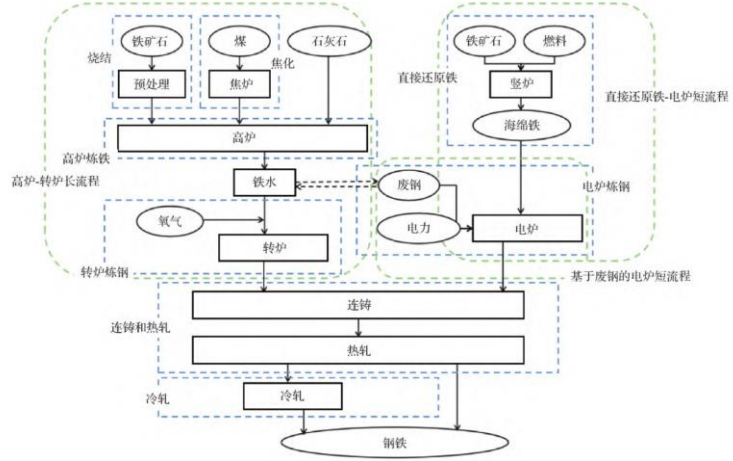 铁矿石
煤
石灰石
铁矿石
燃料
烧结
焦化
直接还原铁
预处理
焦炉
竖炉
直接还原铁-电炉短流程
高炉
海绵铁
高炉炼铁
高炉-转炉长流程
铁水
废钢
电炉炼钢
氧气
电力
电炉
转炉
转炉炼钢
基于废钢的电炉短流程
连铸
连铸和热轧
热轧
冷轧
冷轧
钢铁